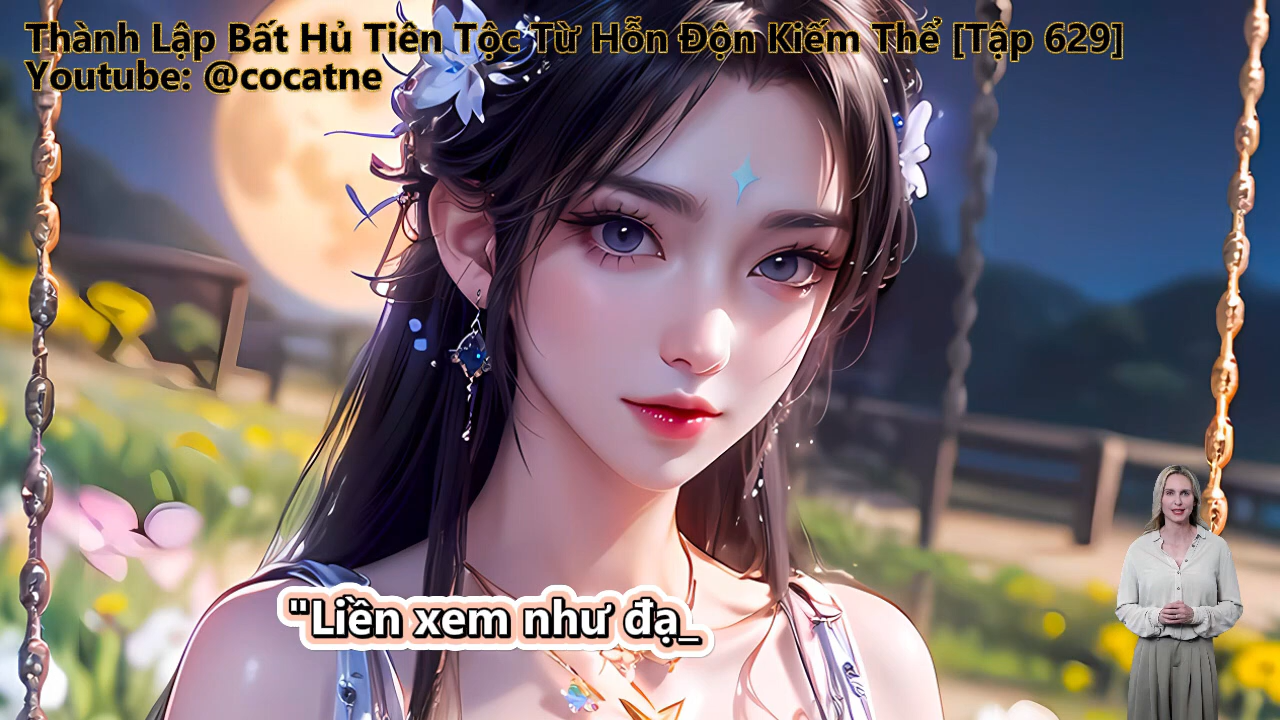 Thành Lập Bất Hủ Tiên Tộc Từ Hỗn Độn Kiếm Thể [Tập 629]
Youtube: @cocatne
"Liền xem như đạ_